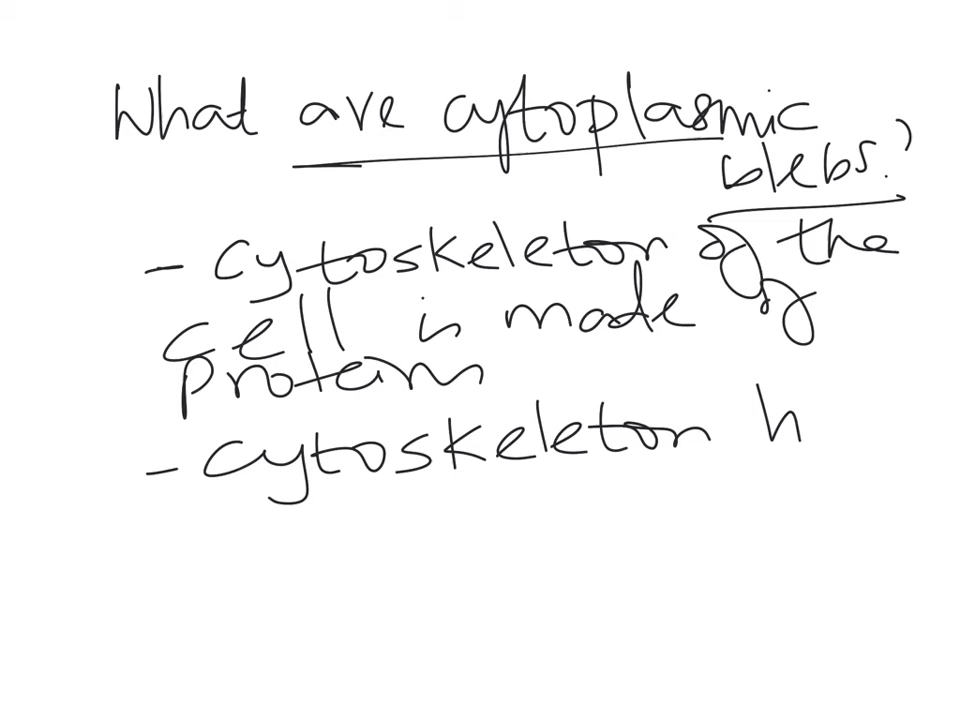 What are cytoplasmic
blebs?
- cytoskeleton of the
cell is made of
protein
- cytoskeleton h